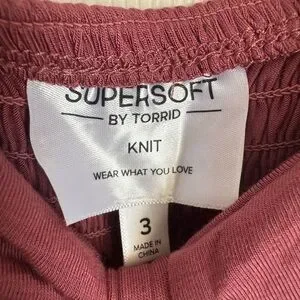 SUPERSOFT
BY TORRID
KNIT
WEAR WHAT YOU LOVE
3
MADE IN
CHINA